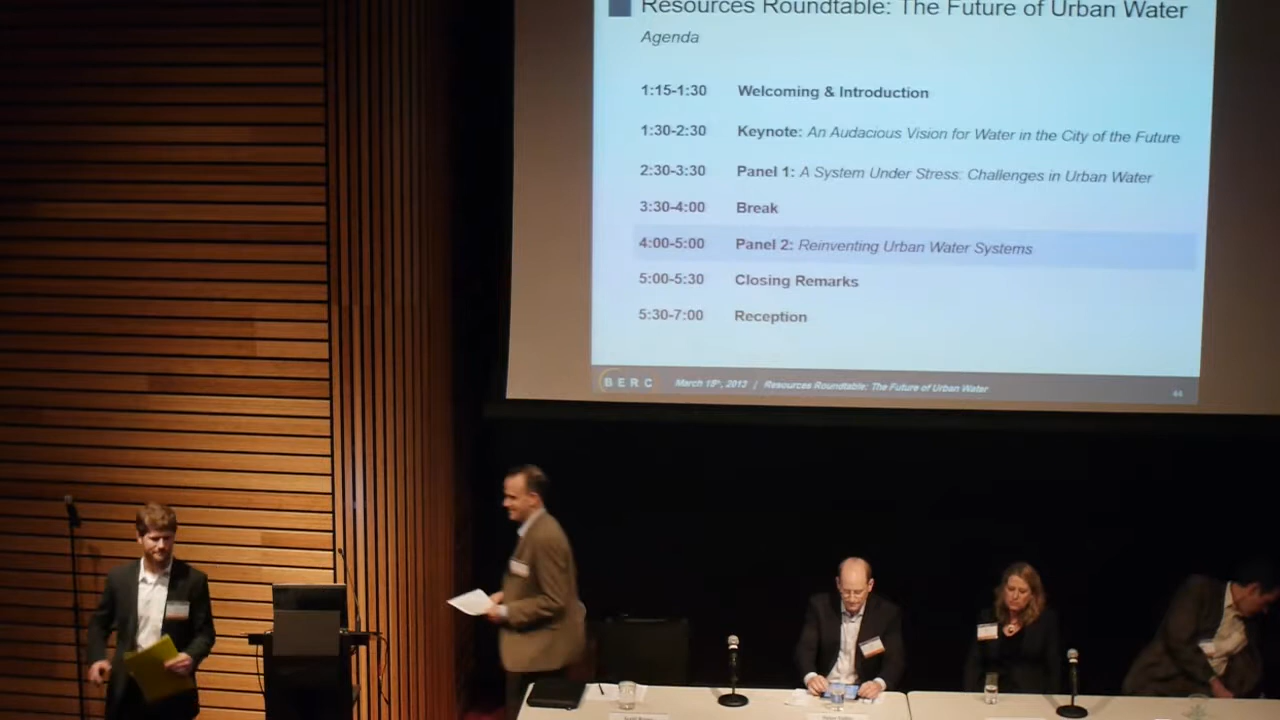 Resources Roundtable: The Future of Urban Water
Agenda
1:15-1:30 Welcoming & Introduction
1:30-2:30 Keynote: An Audacious Vision for Water in the City of the Future
2:30-3:30 Panel 1: A System Under Stress: Challenges in Urban Water
3:30-4:00 Break
4:00-5:00 Panel 2: Reinventing Urban Water Systems
5:00-5:30 Closing Remarks
5:30-7:00 Reception
BERC March 18th, 2013 / Resources Roundtable: The Future of Urban Water 44